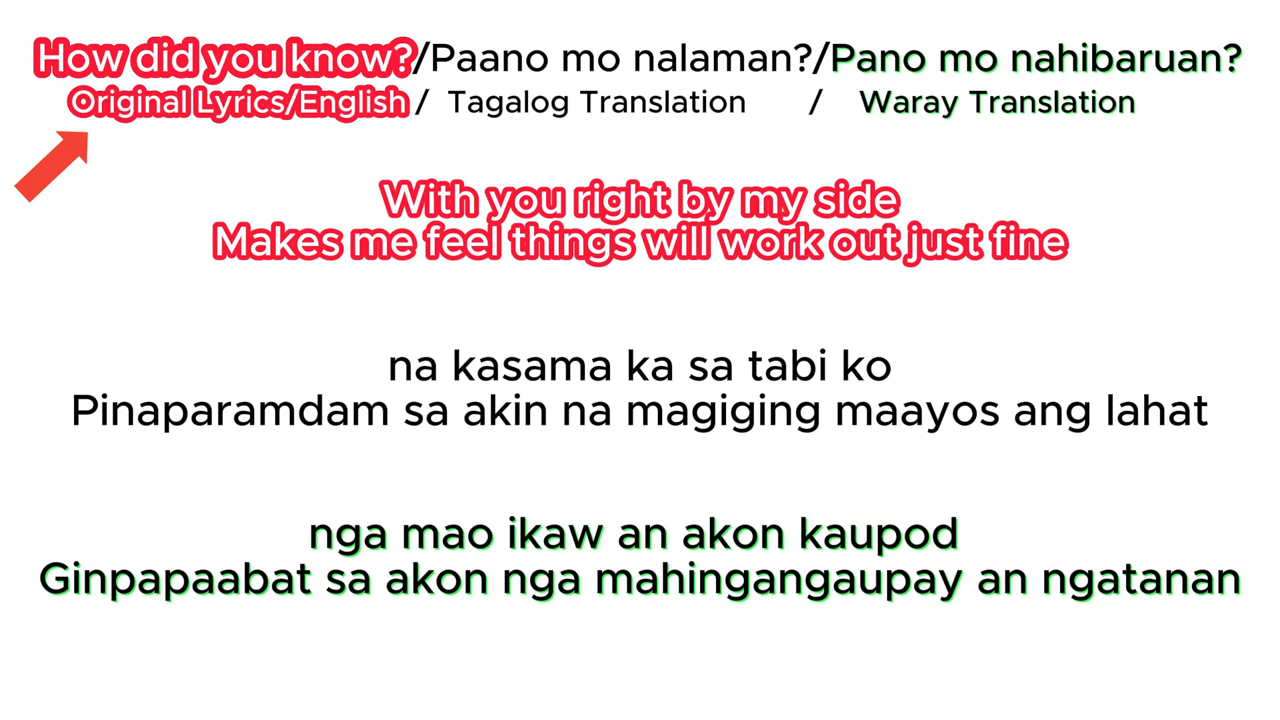 How did you know?/Paano mo nalaman?/Pano mo nahibaruan?
Original Lyrics/English / Tagalog Translation / Waray Translation
With you right by my side
Makes me feel things will work out just fine
na kasama ka sa tabi ko
Pinaparamdam sa akin na magiging maayos ang lahat
nga mao ikaw an akon kaupod
Ginpapaabat sa akon nga mahingangaupay an ngatanan